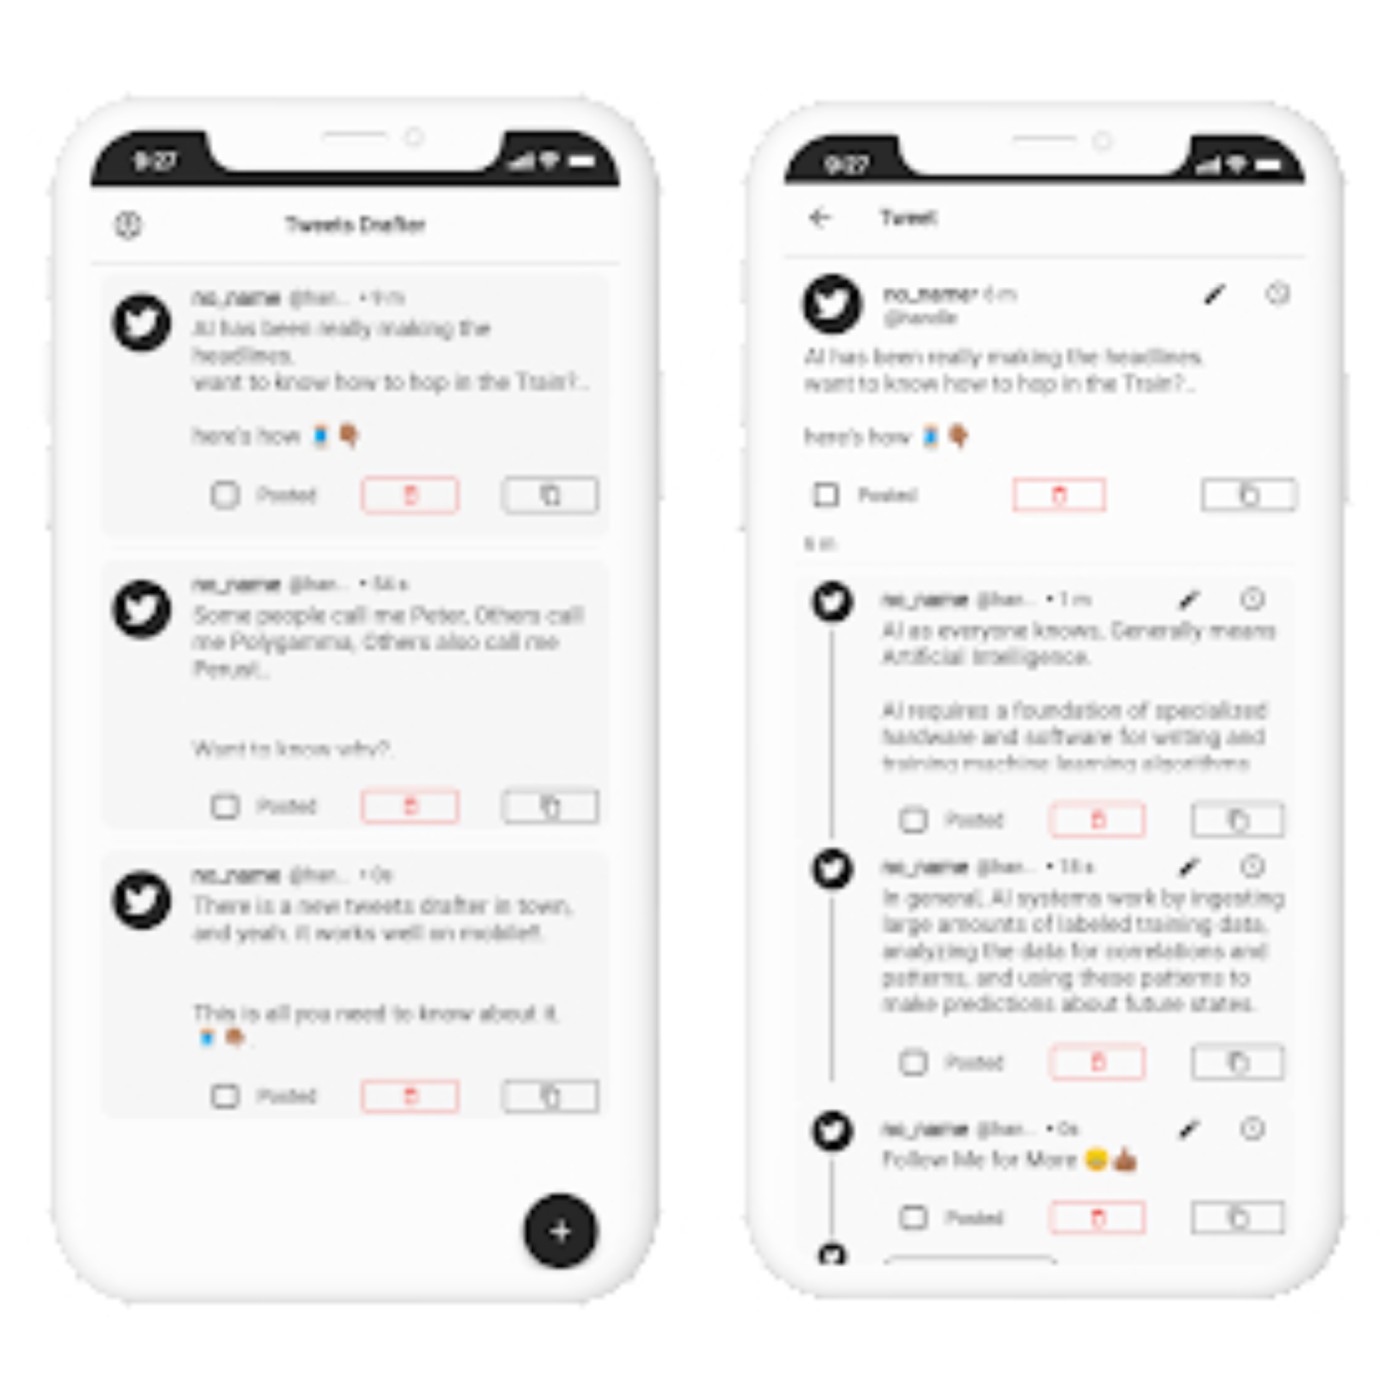 9:27
Tweets Drafter
no_name @han... • 9 m
AI has been really making the
headlines.
want to know how to hop in the Train?..
here's how
Posted
no_name @han... • 54 s
Some people call me Peter, Others call
me Polygamma, Others also call me
Want to know why?.
Posted
no_name @han... • 0s
There is a new tweets drafter in town,
and yeah, it works well on mobile!!.
This is all you need to know about it.
Posted
9:27
Tweet
no_name• 6 m
@handle
AI has been really making the headlines.
want to know how to hop in the Train?..
here's how
Posted
no_name @han... • 1 m
AI as everyone knows, Generally means
Artificial Intelligence.
AI requires a foundation of specialized
hardware and software for writing and
training machine learning algorithms
Posted
no_name @han... • 18 s
In general, AI systems work by ingesting
large amounts of labeled training data,
analyzing the data for correlations and
patterns, and using these patterns to
make predictions about future states.
Posted
no_name @han... • 0s
Follow Me for More
Posted